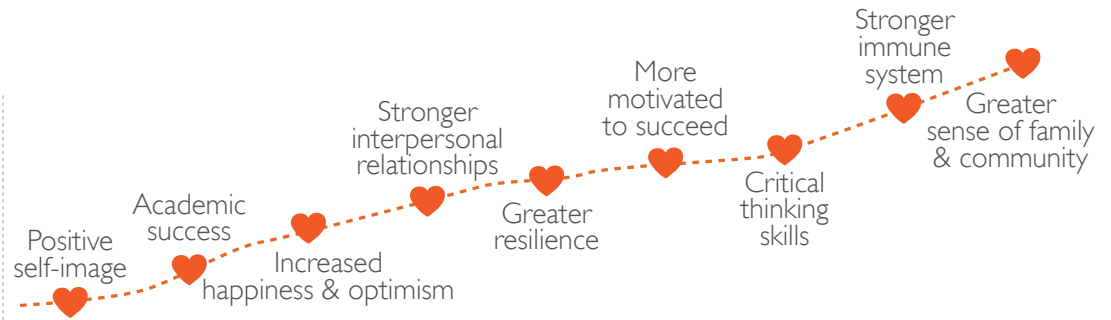 Positive
self-image
Academic
success
Increased
happiness & optimism
Stronger
interpersonal
relationships
Greater
resilience
More
motivated
to succeed
Critical
thinking
skills
Stronger
immune
system
Greater
sense of family
& community